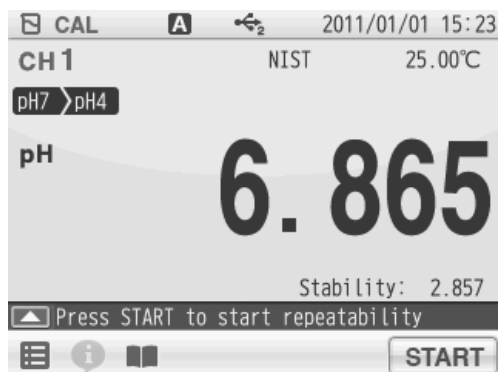 CAL A 2 2011/01/01 15:23
CH1 NIST 25.00℃
pH7 pH4
pH 6.865
Stability: 2.857
Press START to start repeatability
START